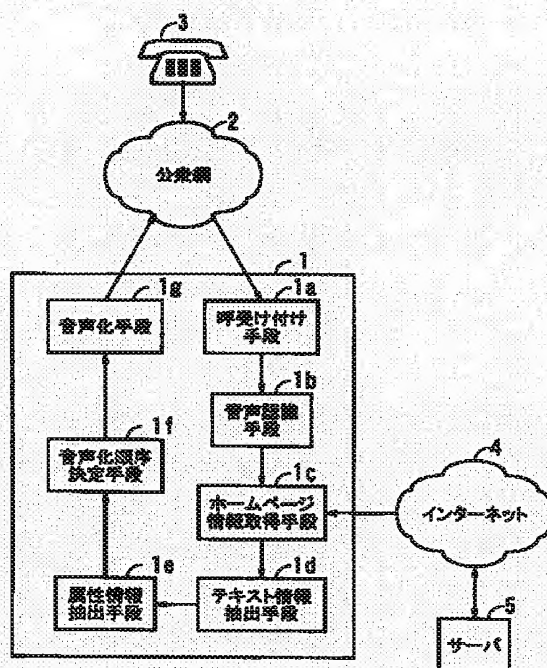 3
2
公衆網
1
1g
音声化手段
1a
呼受け付け
手段
1b
音声認識
手段
1f
音声化順序
決定手段
1c
ホームページ
情報取得手段
4
インターネット
1e
属性情報
抽出手段
1d
テキスト情報
抽出手段
5
サーバ